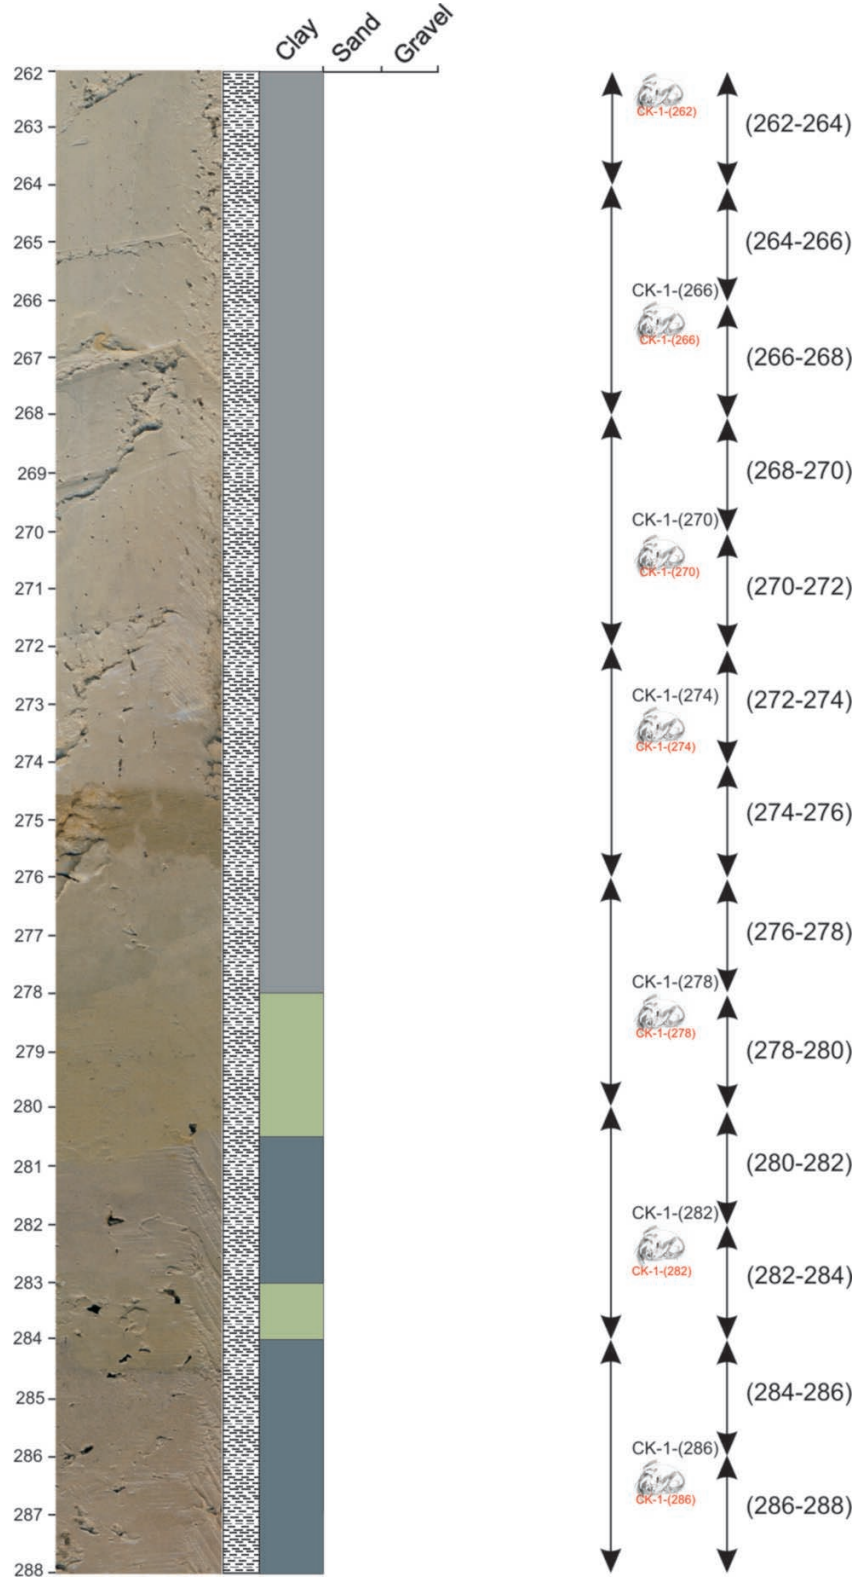 Clay Sand Gravel
262
CK-1-(262)
263
(262-264)
264
265
(264-266)
266
CK-1-(266)
CK-1-(266)
267
(266-268)
268
269
(268-270)
270
CK-1-(270)
CK-1-(270)
271
(270-272)
272
273
CK-1-(274)
(272-274)
CK-1-(274)
274
275
(274-276)
276
277
(276-278)
278
CK-1-(278)
CK-1-(278)
279
(278-280)
280
281
(280-282)
282
CK-1-(282)
CK-1-(282)
283
(282-284)
284
285
(284-286)
286
CK-1-(286)
CK-1-(286)
287
(286-288)
288